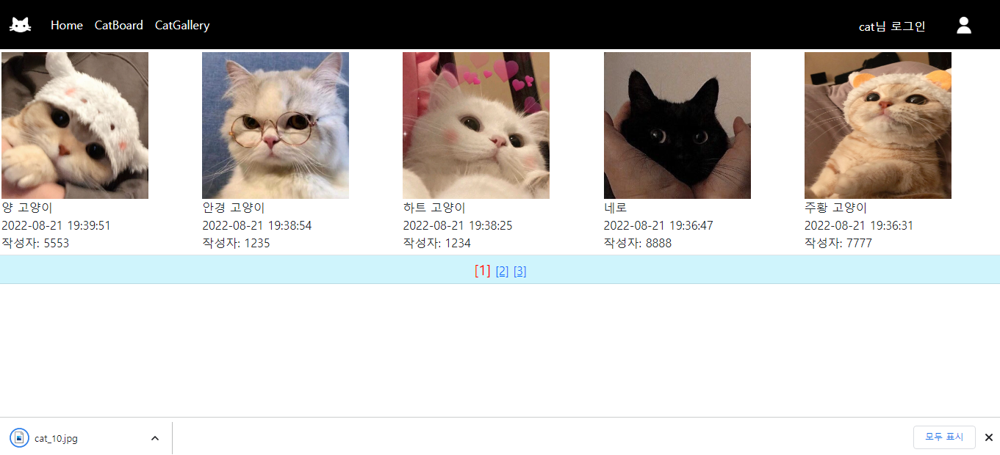 Home CatBoard CatGallery cat님 로그인
양 고양이
2022-08-21 19:39:51
작성자: 5553
안경 고양이
2022-08-21 19:38:54
작성자: 1235
하트 고양이
2022-08-21 19:38:25
작성자: 1234
네로
2022-08-21 19:36:47
작성자: 8888
주황 고양이
2022-08-21 19:36:31
작성자: 7777
[1] [2] [3]
cat_10.jpg 모두 표시